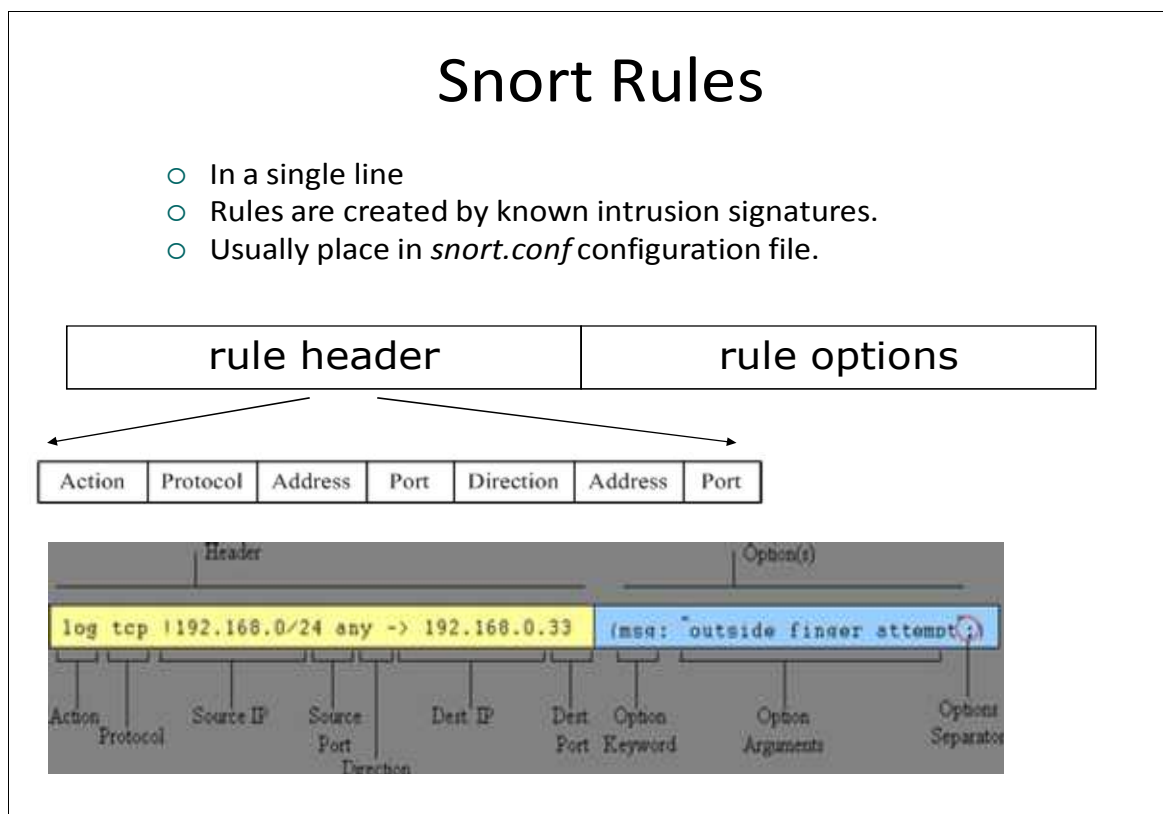 Snort Rules
In a single line
Rules are created by known intrusion signatures.
Usually place in snort.conf configuration file.
rule header rule options
Action Protocol Address Port Direction Address Port
Header Option(s)
log tcp !192.168.0/24 any -> 192.168.0.33 (msg: "outside finger attempt";)
Action Protocol Source IP Source Port Direction Dest IP Dest Port Option Keyword Option Arguments Options Separator